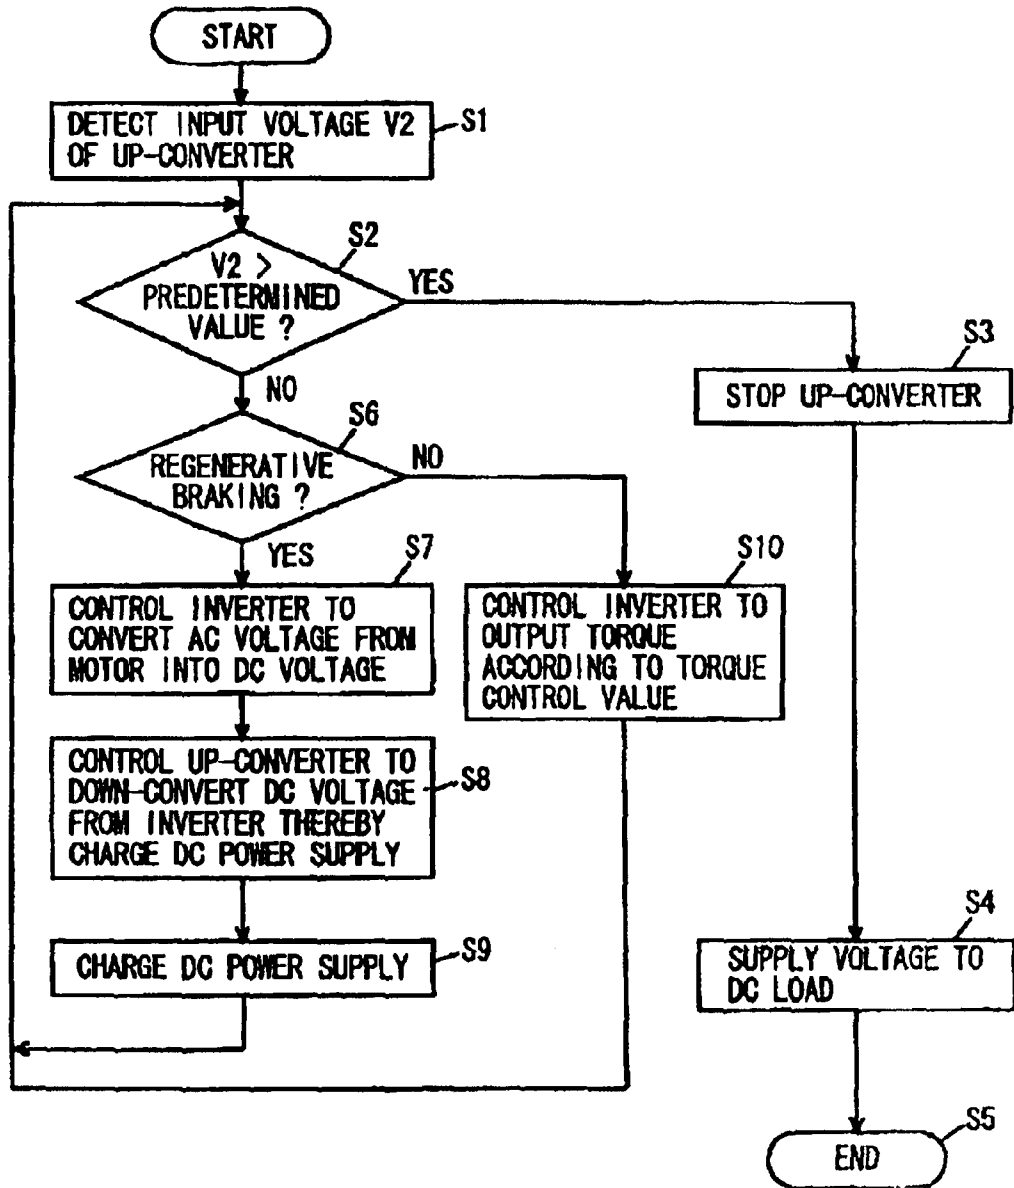 START
DETECT INPUT VOLTAGE V2
OF UP-CONVERTER
S1
S2
V2 >
PREDETERMINED
VALUE ?
YES
NO
S3
STOP UP-CONVERTER
S6
REGENERATIVE
BRAKING ?
NO
YES
S7
CONTROL INVERTER TO
CONVERT AC VOLTAGE FROM
MOTOR INTO DC VOLTAGE
S10
CONTROL INVERTER TO
OUTPUT TORQUE
ACCORDING TO TORQUE
CONTROL VALUE
CONTROL UP-CONVERTER TO
DOWN-CONVERT DC VOLTAGE
FROM INVERTER THEREBY
CHARGE DC POWER SUPPLY
S8
CHARGE DC POWER SUPPLY
S9
S4
SUPPLY VOLTAGE TO
DC LOAD
S5
END